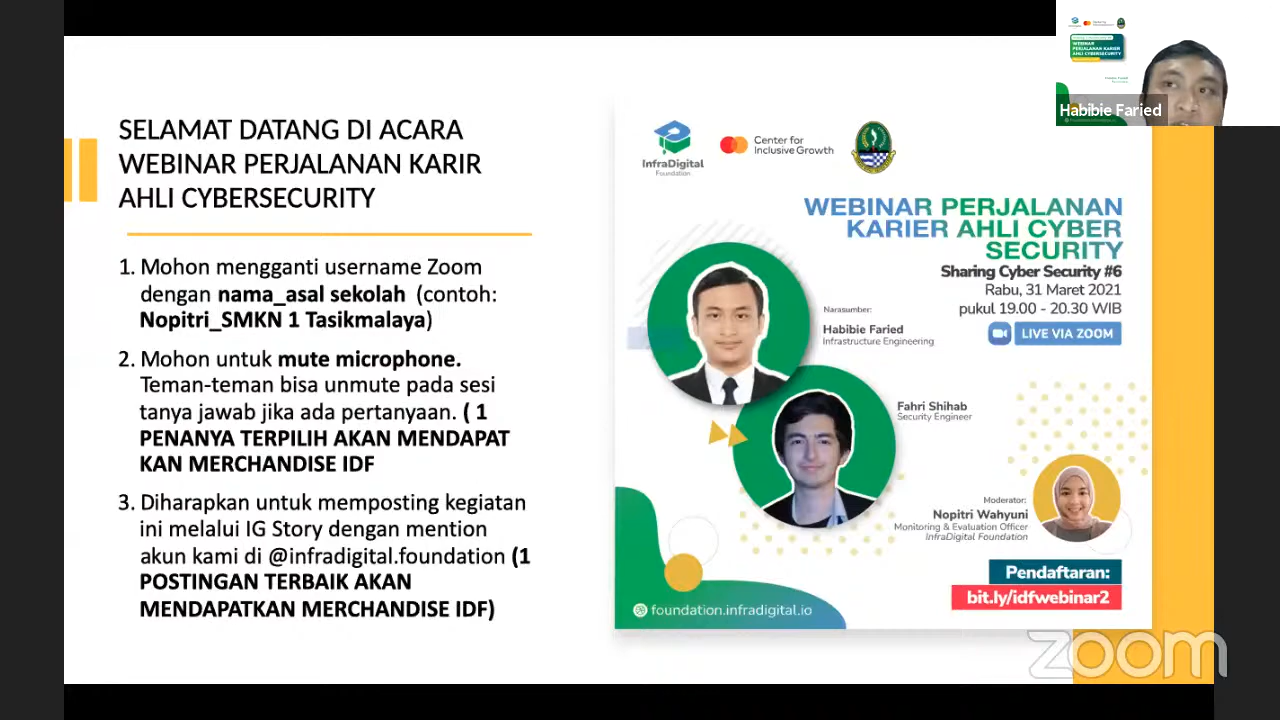 SELAMAT DATANG DI ACARA
WEBINAR PERJALANAN KARIR
AHLI CYBERSECURITY
1. Mohon mengganti username Zoom
dengan nama_asal sekolah (contoh:
Nopitri_SMKN 1 Tasikmalaya)
2. Mohon untuk mute microphone.
Teman-teman bisa unmute pada sesi
tanya jawab jika ada pertanyaan. ( 1
PENANYA TERPILIH AKAN MENDAPAT
KAN MERCHANDISE IDF
3. Diharapkan untuk memposting kegiatan
ini melalui IG Story dengan mention
akun kami di @infradigital.foundation (1
POSTINGAN TERBAIK AKAN
MENDAPATKAN MERCHANDISE IDF)
InfraDigital
Foundation
Center for
Inclusive Growth
WEBINAR PERJALANAN
KARIER AHLI CYBER
SECURITY
Sharing Cyber Security #6
Rabu, 31 Maret 2021
pukul 19.00 - 20.30 WIB
LIVE VIA ZOOM
Narasumber:
Habibie Faried
Infrastructure Engineering
Fahri Shihab
Security Engineer
Moderator:
Nopitri Wahyuni
Monitoring & Evaluation Officer
InfraDigital Foundation
Pendaftaran:
bit.ly/idfwebinar2
foundation.infradigital.io
WEBINAR
PERJALANAN KARIER
AHLI CYBERSECURITY
Habibie Faried
zoom